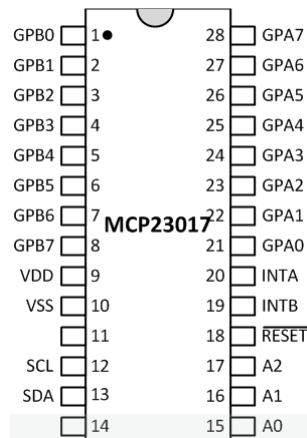 GPB0 1 28 GPA7
GPB1 2 27 GPA6
GPB2 3 26 GPA5
GPB3 4 25 GPA4
GPB4 5 24 GPA3
GPB5 6 23 GPA2
GPB6 7 MCP23017 22 GPA1
GPB7 8 21 GPA0
VDD 9 20 INTA
VSS 10 19 INTB
11 18 RESET
SCL 12 17 A2
SDA 13 16 A1
14 15 A0